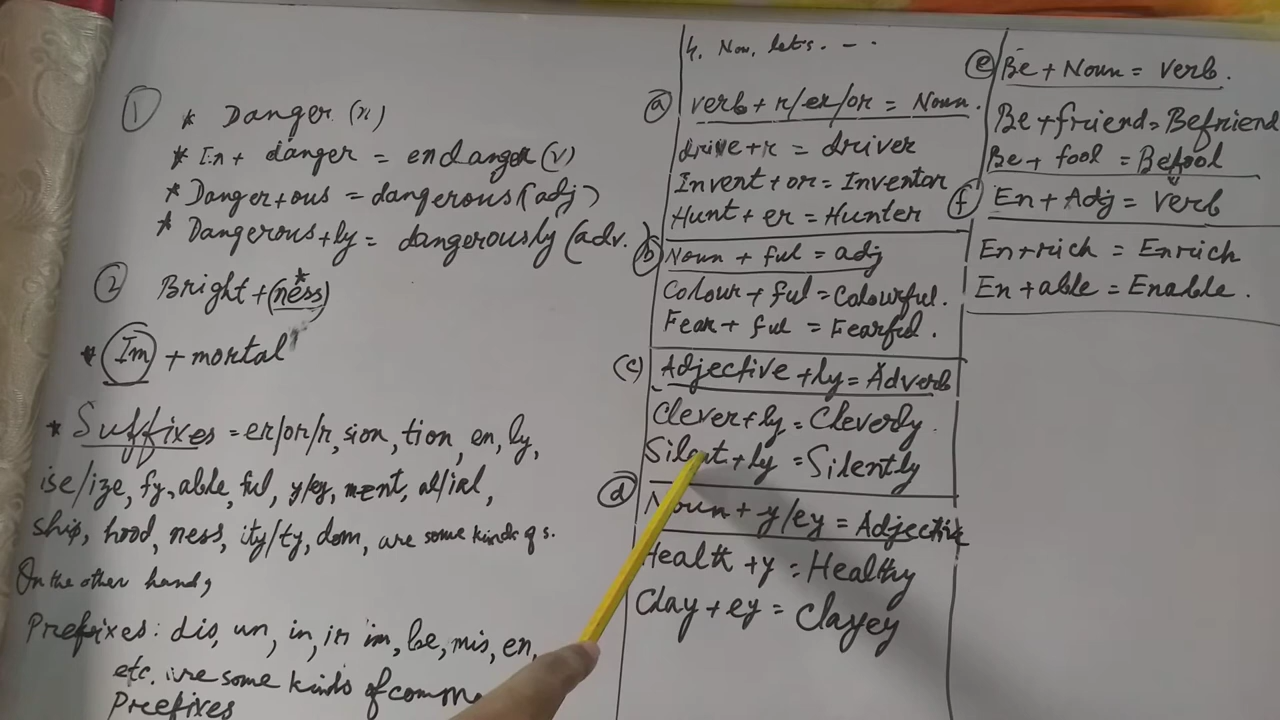 ①
* Danger (n)
* En + danger = endanger (v)
* Danger + ous = dangerous (adj)
* Dangerous + ly = dangerously (adv.
② Bright + (ness)*
* Im + mortal
* Suffixes = er/or/r, sion, tion, en, ly,
ise/ize, fy, able, ful, y/ey, ment, al/ial,
ship, hood, ness, ity/ty, dom, are some kinds of s.
On the other hand,
Prefixes: dis, un, in, ir im, be, mis, en,
etc. are some kinds of comm
Preefixes
4. Now, let's. - - .
ⓐ verb + r/er/or = Noun.
drive + r = driver
Invent + or = Inventor
Hunt + er = Hunter
ⓑ Noun + ful = adj
Colour + ful = Colourful.
Fear + ful = Fearful.
(c) Adjective + ly = Adverb
Clever + ly = Cleverly.
Silent + ly = Silently
ⓓ Noun + y/ey = Adjective
Health + y = Healthy
Clay + ey = Clayey
ⓔ Be + Noun = verb.
Be + friend = Befriend
Be + fool = Befool
ⓕ En + Adj = verb
En + rich = Enrich
En + able = Enable.